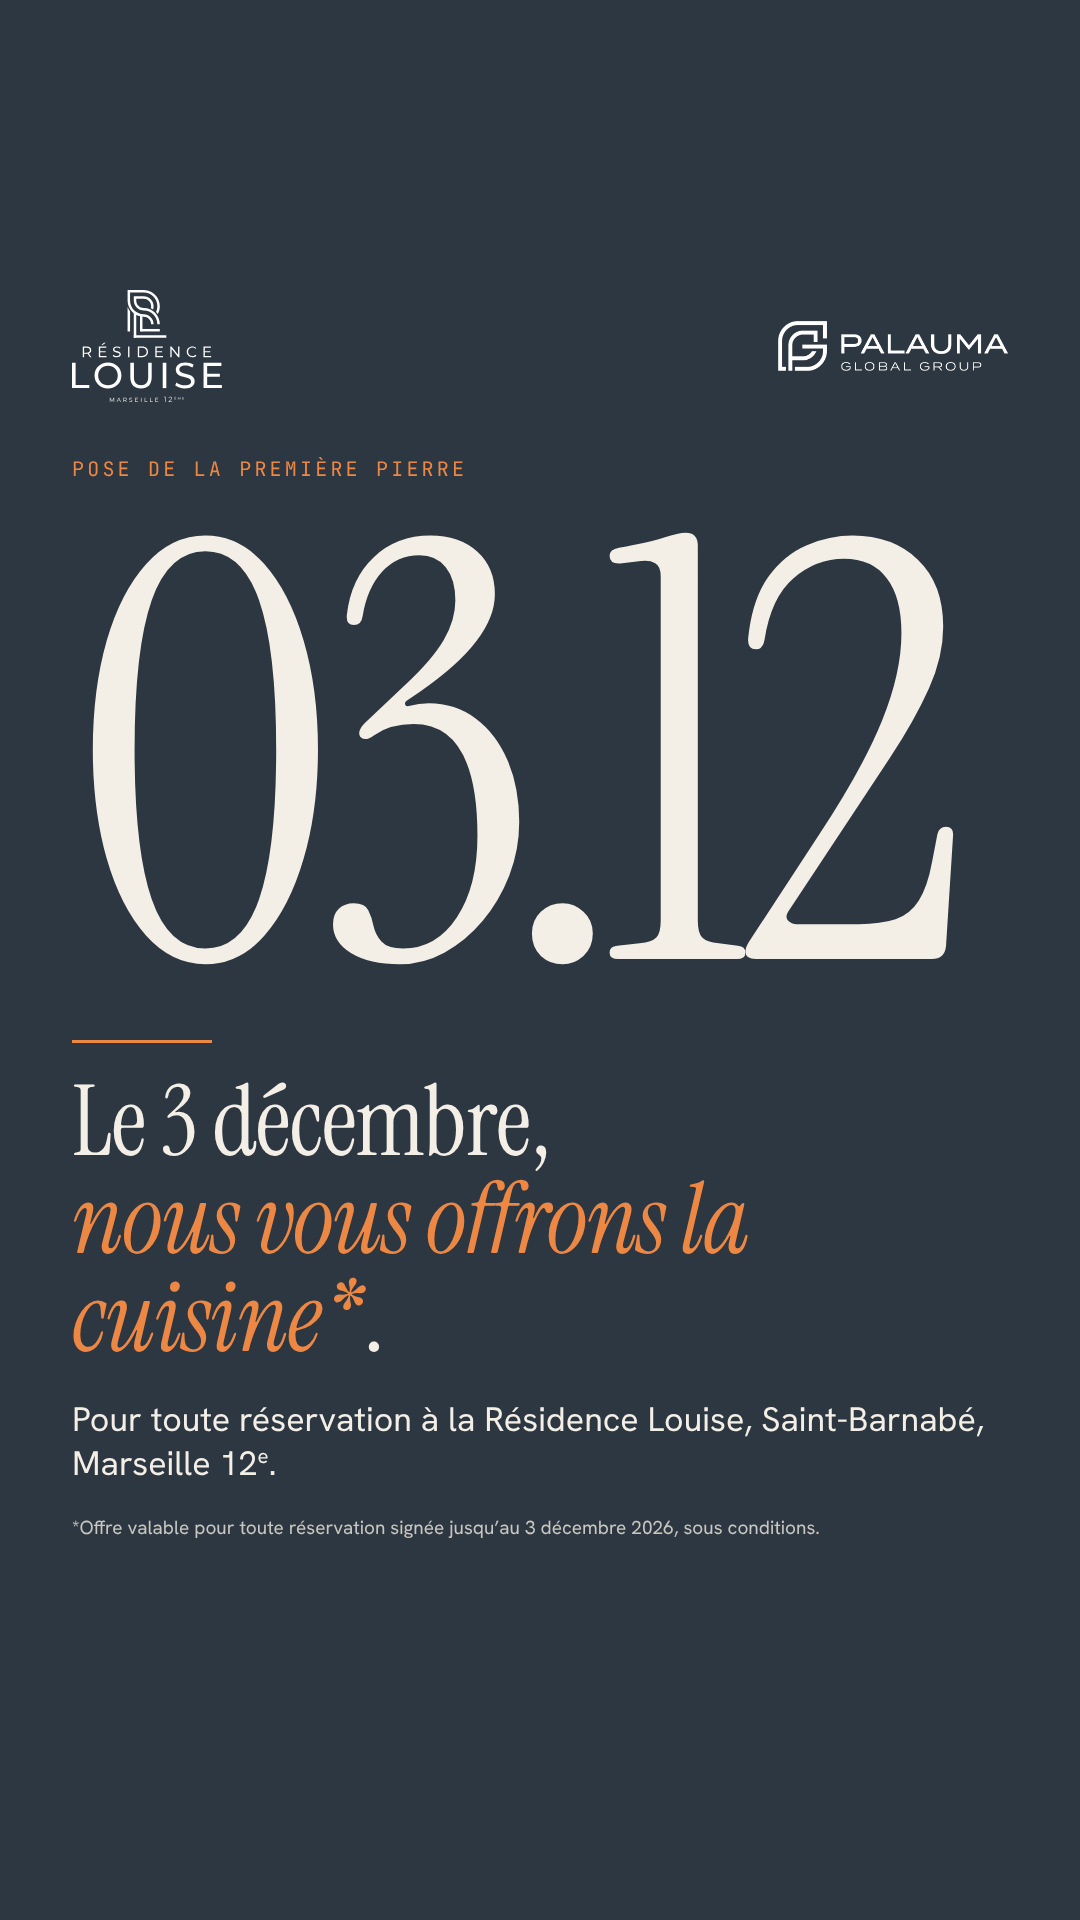 RÉSIDENCE
LOUISE
MARSEILLE 12ÈME
PALAUMA
GLOBAL GROUP
POSE DE LA PREMIÈRE PIERRE
03.12
Le 3 décembre,
nous vous offrons la
cuisine*.
Pour toute réservation à la Résidence Louise, Saint-Barnabé,
Marseille 12e.
*Offre valable pour toute réservation signée jusqu’au 3 décembre 2026, sous conditions.